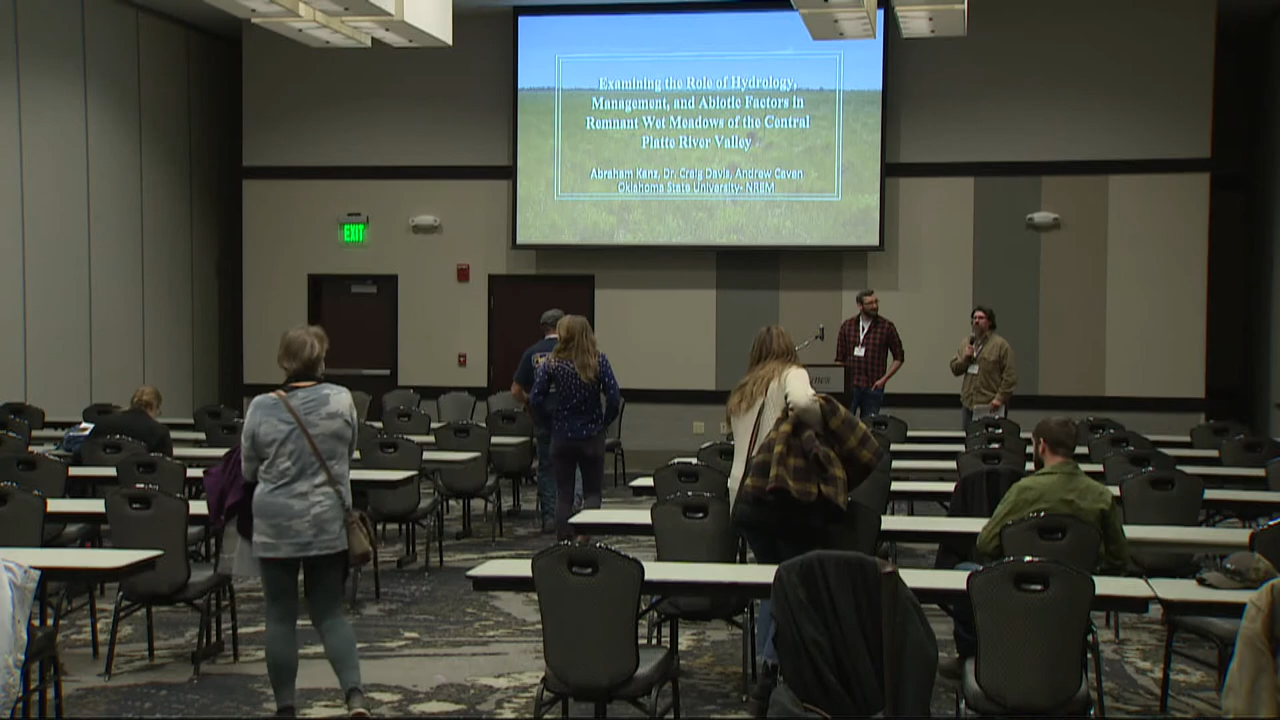 Examining the Role of Hydrology,
Management, and Abiotic Factors in
Remnant Wet Meadows of the Central
Platte River Valley
Abraham Kanz, Dr. Craig Davis, Andrew Caven
Oklahoma State University- NREM
EXIT